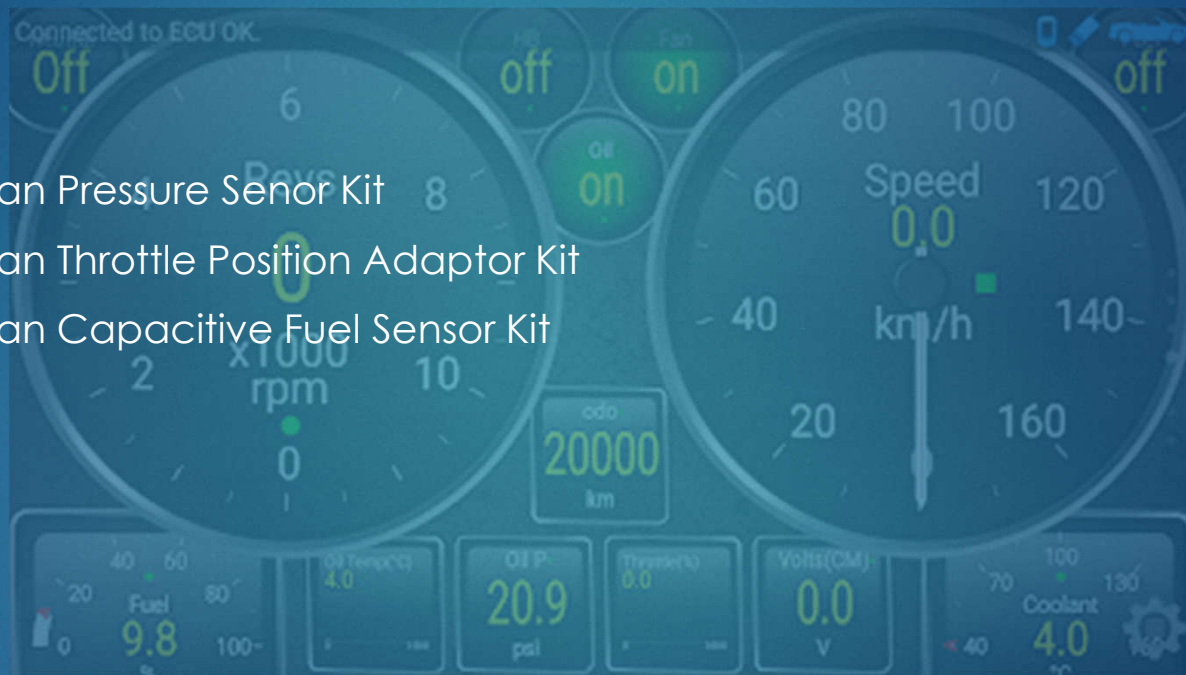 Connected to ECU OK.
Off
off
Fan
on
off
Oil
on
6
80 100
an Pressure Senor Kit
Revs
4
8
60
Speed
120
0.0
0
an Throttle Position Adaptor Kit
40
km/h
140
an Capacitive Fuel Sensor Kit
x1000
rpm
2
10
odo
20000
km
20
160
0
40 60
20
Fuel
80
0
9.8
100
Oil Temp(°C)
4.0
Oil P
20.9
psi
Throttle(%)
0.0
Volts(CM)
0.0
V
100
70
130
Coolant
40
4.0
°C